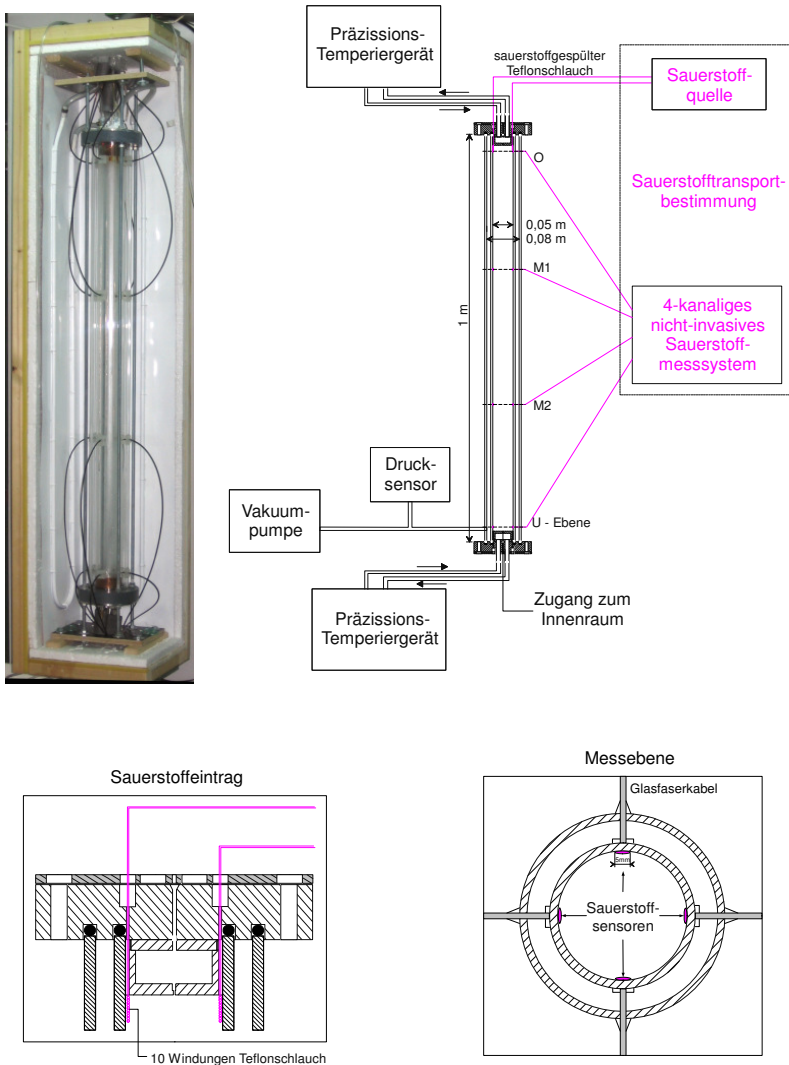 Präzissions-
Temperiergerät
sauerstoffgespülter
Teflonschlauch
Sauerstoff-
quelle
O
Sauerstofftransport-
bestimmung
0,05 m
0,08 m
M1
1 m
4-kanaliges
nicht-invasives
Sauerstoff-
messsystem
M2
Druck-
sensor
Vakuum-
pumpe
U - Ebene
Präzissions-
Temperiergerät
Zugang zum
Innenraum
Sauerstoffeintrag
10 Windungen Teflonschlauch
Messebene
Glasfaserkabel
5mm
Sauerstoff-
sensoren